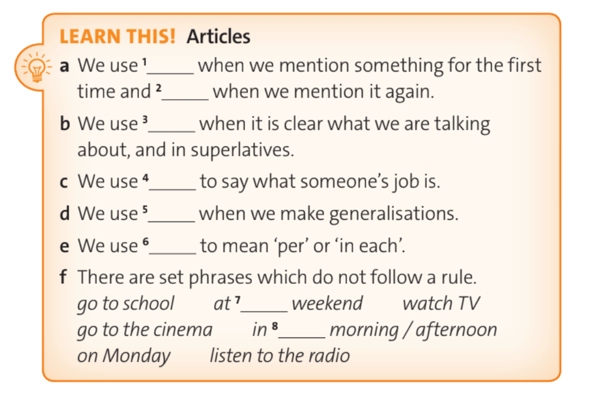 LEARN THIS! Articles
a We use ¹_____ when we mention something for the first
time and ²_____ when we mention it again.
b We use ³_____ when it is clear what we are talking
about, and in superlatives.
c We use ⁴_____ to say what someone's job is.
d We use ⁵_____ when we make generalisations.
e We use ⁶_____ to mean 'per' or 'in each'.
f There are set phrases which do not follow a rule.
go to school at ⁷_____ weekend watch TV
go to the cinema in ⁸_____ morning / afternoon
on Monday listen to the radio